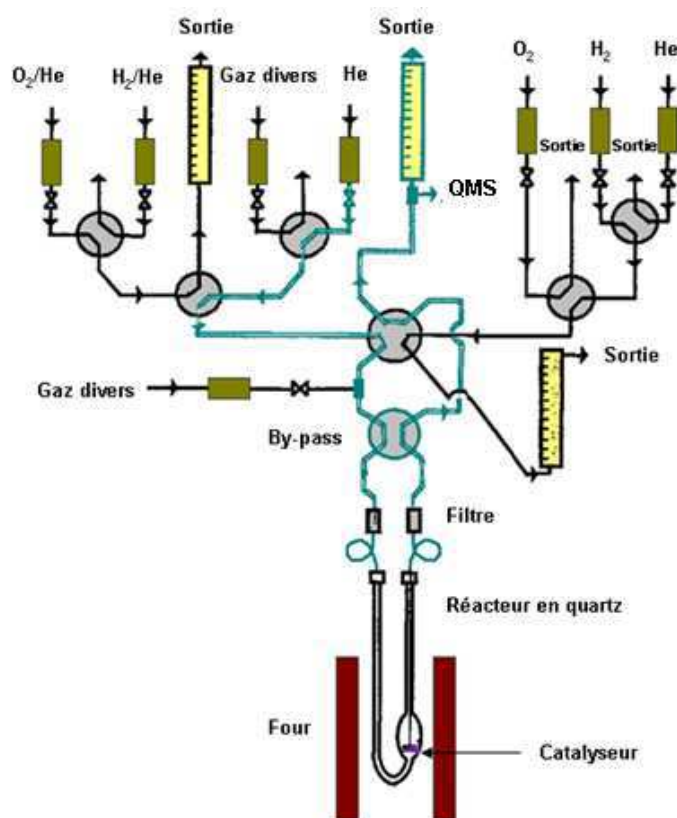 Sortie
Sortie
O2/He
H2/He
Gaz divers
He
O2
H2
He
Sortie
Sortie
QMS
Sortie
Gaz divers
By-pass
Filtre
Réacteur en quartz
Four
Catalyseur